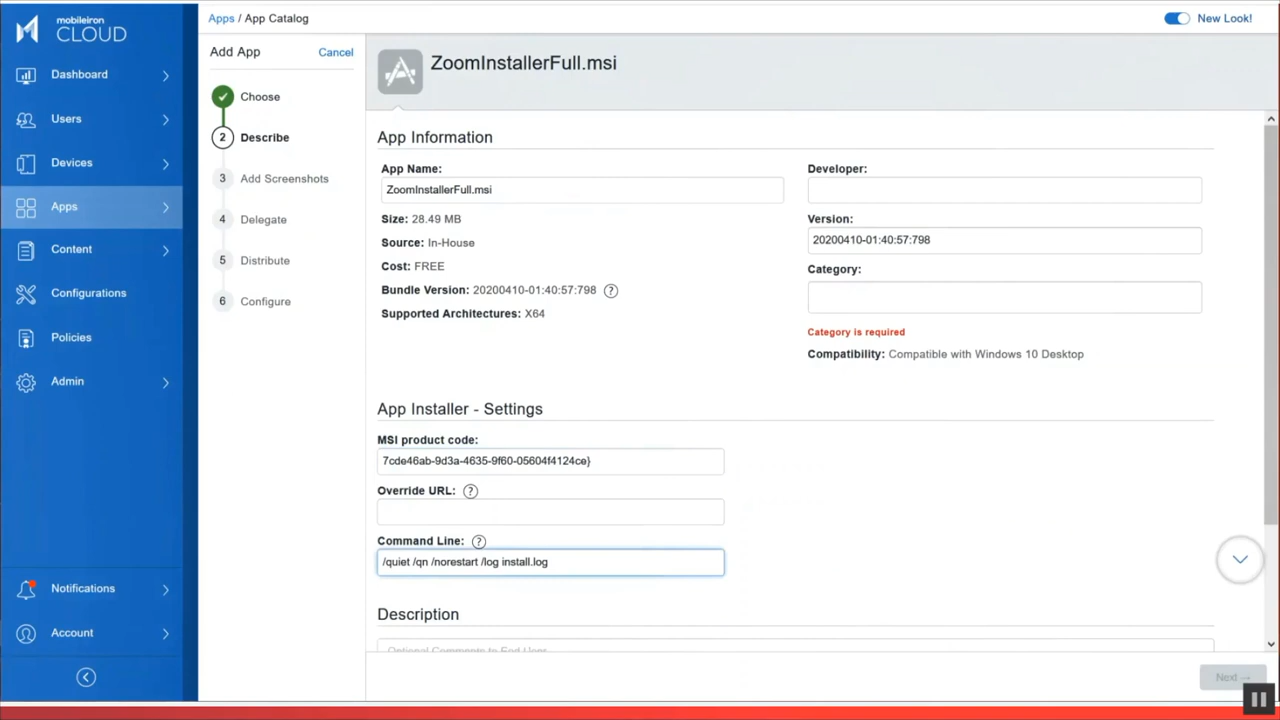 mobileiron
CLOUD
Dashboard
Users
Devices
Apps
Content
Configurations
Policies
Admin
Notifications
Account
Apps / App Catalog
New Look!
Add App
Cancel
Choose
2 Describe
3 Add Screenshots
4 Delegate
5 Distribute
6 Configure
ZoomInstallerFull.msi
App Information
App Name:
ZoomInstallerFull.msi
Size: 28.49 MB
Source: In-House
Cost: FREE
Bundle Version: 20200410-01:40:57:798 ?
Supported Architectures: X64
Developer:
Version:
20200410-01:40:57:798
Category:
Category is required
Compatibility: Compatible with Windows 10 Desktop
App Installer - Settings
MSI product code:
7cde46ab-9d3a-4635-9f60-05604f4124ce}
Override URL: ?
Command Line: ?
/quiet /qn /norestart /log install.log
Description
Optional Comments to End User
Next →